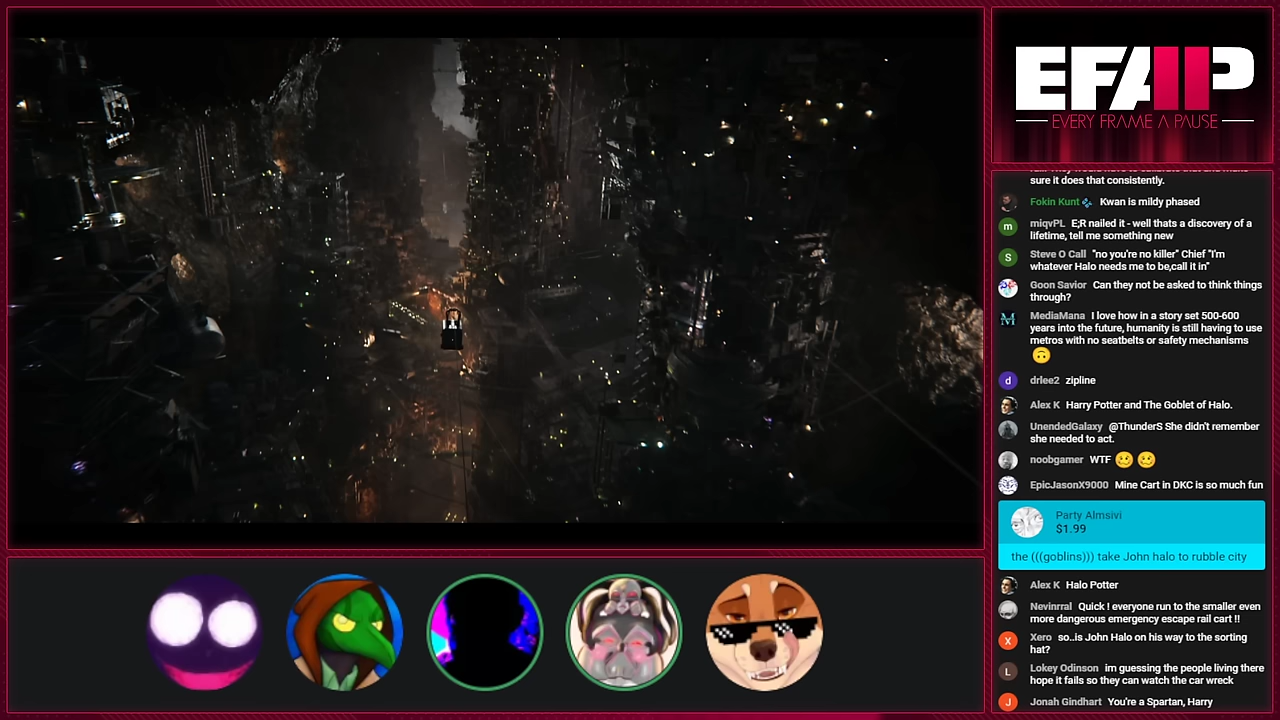 EFAP
EVERY FRAME A PAUSE
sure it does that consistently.
Fokin Kunt Kwan is mildy phased
miqvPL E;R nailed it - well thats a discovery of a
lifetime, tell me something new
Steve O Call "no you're no killer" Chief "I'm
whatever Halo needs me to be,call it in"
Goon Savior Can they not be asked to think things
through?
MediaMana I love how in a story set 500-600
years into the future, humanity is still having to use
metros with no seatbelts or safety mechanisms
🙃
drlee2 zipline
Alex K Harry Potter and The Goblet of Halo.
UnendedGalaxy @ThunderS She didn't remember
she needed to act.
noobgamer WTF 🥴 🥴
EpicJasonX9000 Mine Cart in DKC is so much fun
Party Almsivi
$1.99
the (((goblins))) take John halo to rubble city
Alex K Halo Potter
Nevinrral Quick ! everyone run to the smaller even
more dangerous emergency escape rail cart !!
Xero so..is John Halo on his way to the sorting
hat?
Lokey Odinson im guessing the people living there
hope it fails so they can watch the car wreck
Jonah Gindhart You're a Spartan, Harry
m
S
M
d
X
L
J